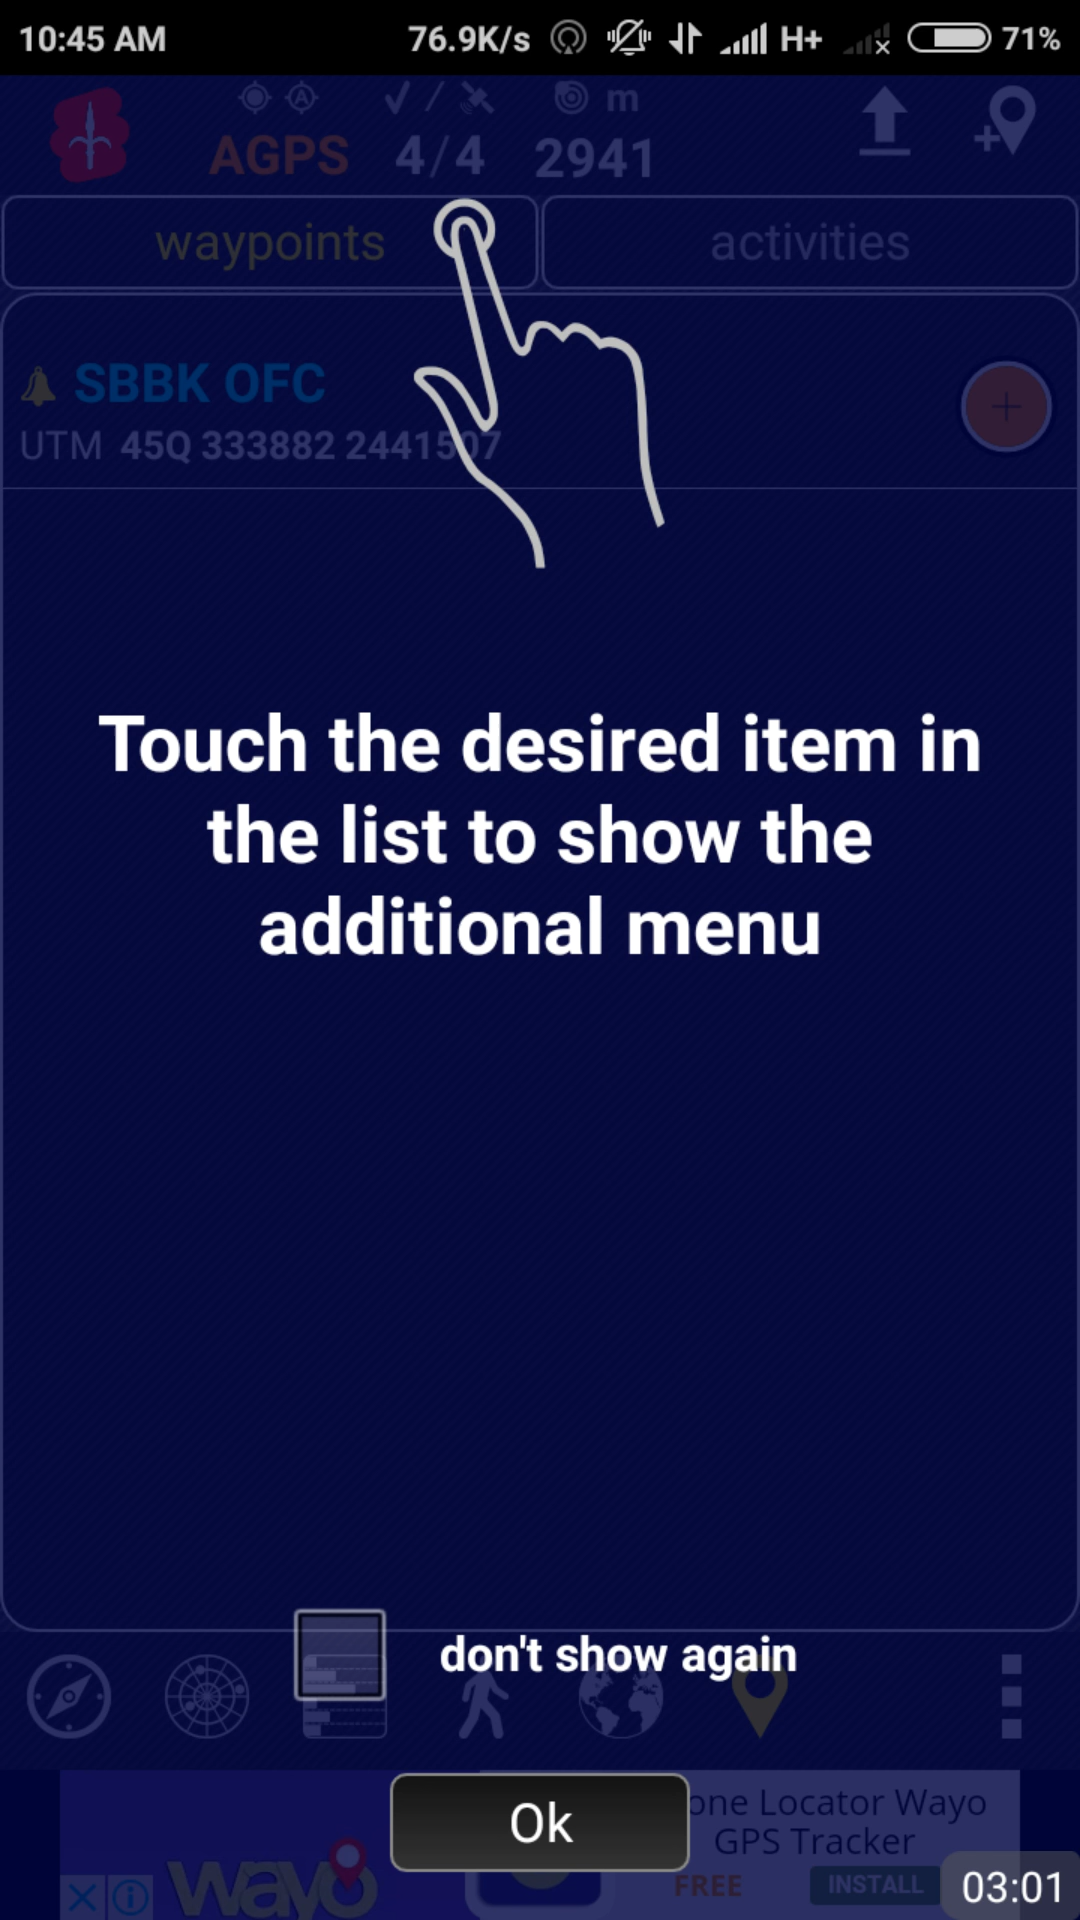 10:45 AM 76.9K/s H+ 71%
A m
AGPS 4/4 2941
waypoints activities
SBBK OFC
UTM 45Q 333882 2441507
Touch the desired item in
the list to show the
additional menu
don't show again
Ok
one Locator Wayo
GPS Tracker
wayo
FREE INSTALL
03:01